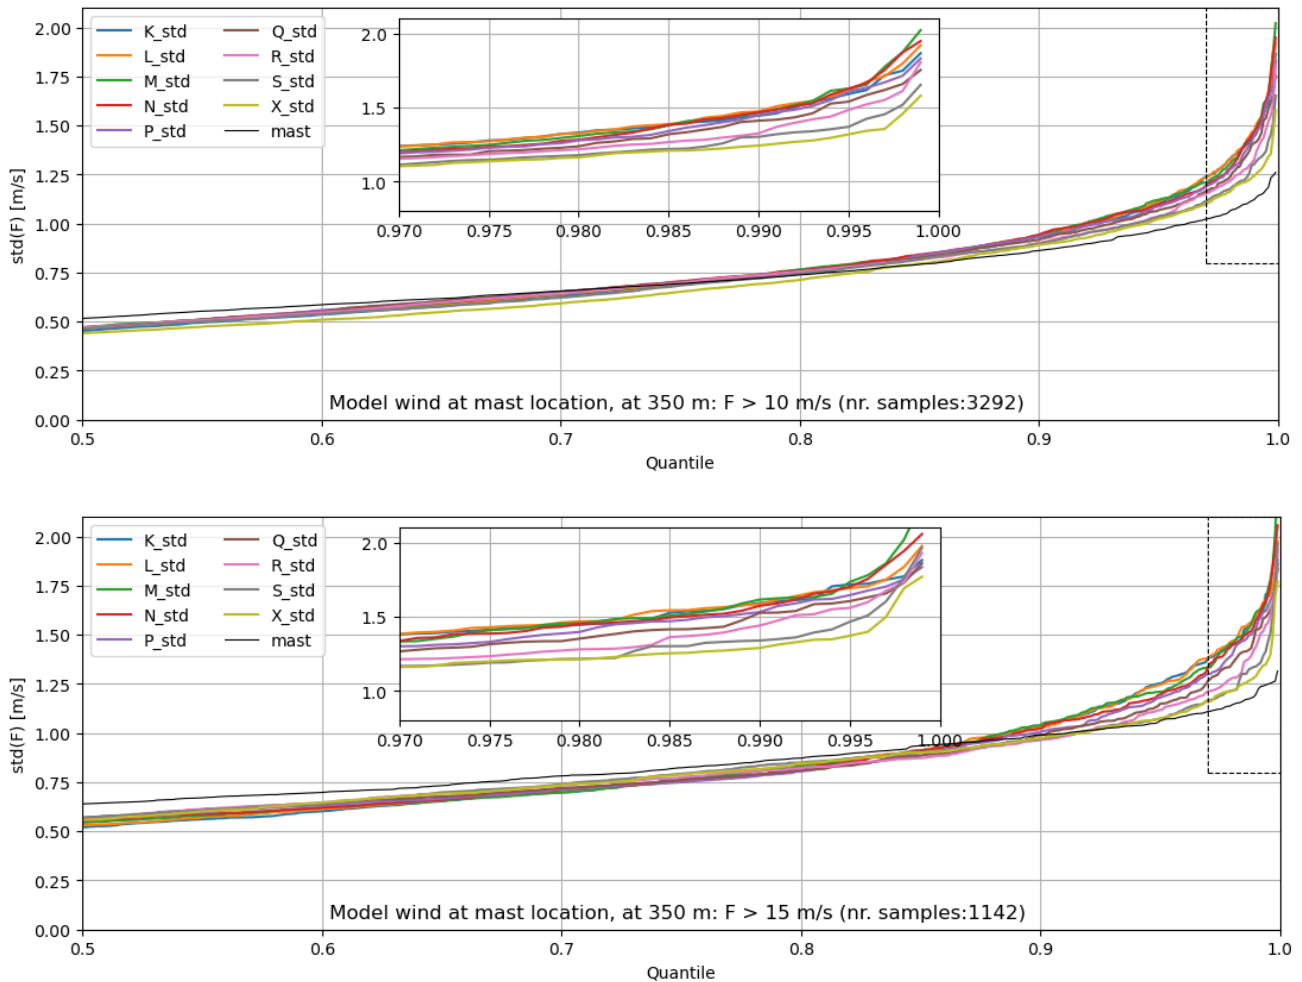 2.00
1.75
1.50
1.25
1.00
0.75
0.50
0.25
0.00
std(F) [m/s]
K_std
L_std
M_std
N_std
P_std
Q_std
R_std
S_std
X_std
mast
2.0
1.5
1.0
0.970 0.975 0.980 0.985 0.990 0.995 1.000
Model wind at mast location, at 350 m: F > 10 m/s (nr. samples:3292)
0.5 0.6 0.7 0.8 0.9 1.0
Quantile
2.00
1.75
1.50
1.25
1.00
0.75
0.50
0.25
0.00
std(F) [m/s]
K_std
L_std
M_std
N_std
P_std
Q_std
R_std
S_std
X_std
mast
2.0
1.5
1.0
0.970 0.975 0.980 0.985 0.990 0.995 1.000
Model wind at mast location, at 350 m: F > 15 m/s (nr. samples:1142)
0.5 0.6 0.7 0.8 0.9 1.0
Quantile